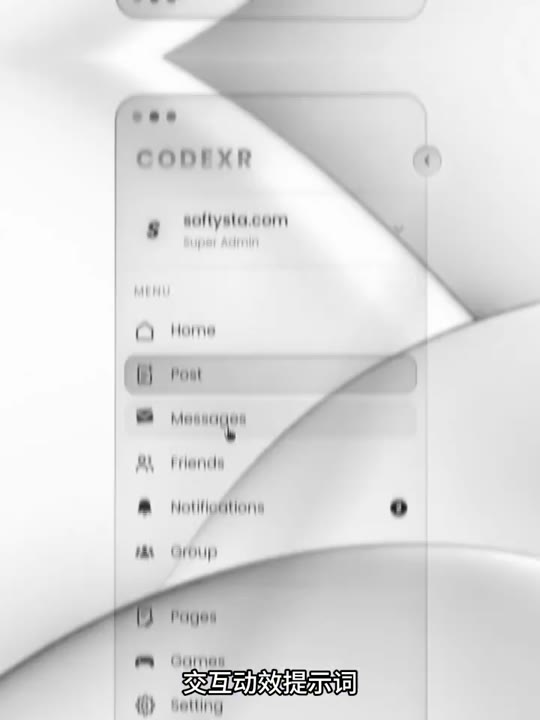 CODEXR
softysta.com
Super Admin
MENU
Home
Post
Messages
Friends
Notifications
Group
Pages
Games
Setting
交互动效提示词